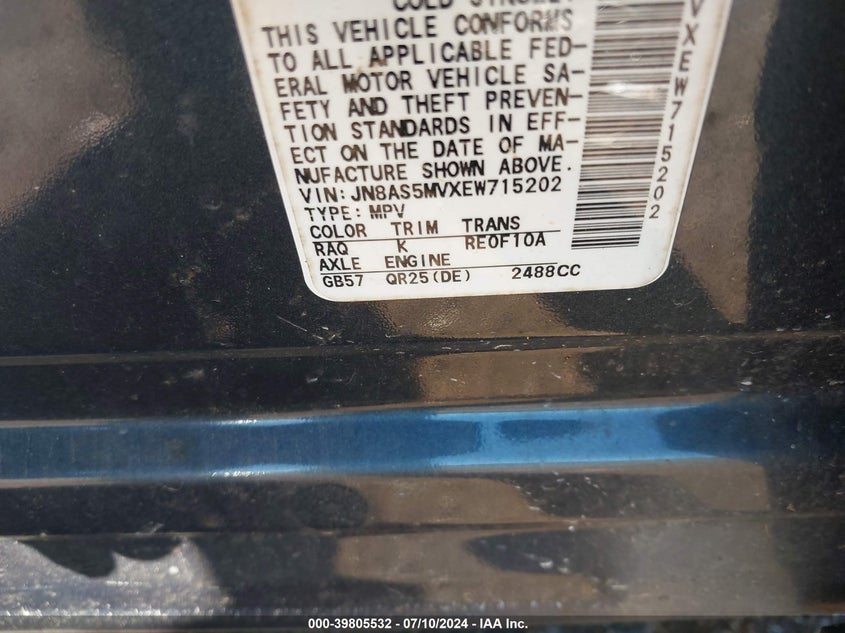 THIS VEHICLE CONFORMS
TO ALL APPLICABLE FED-
ERAL MOTOR VEHICLE SA-
FETY AND THEFT PREVEN-
TION STANDARDS IN EFF-
ECT ON THE DATE OF MA-
NUFACTURE SHOWN ABOVE.
VIN:JN8AS5MVXEW715202
TYPE:MPV
COLOR TRIM TRANS
RAQ K RE0F10A
AXLE ENGINE
GB57 QR25(DE) 2488CC
VXEW715202
000-39805532 - 07/10/2024 - IAA Inc.